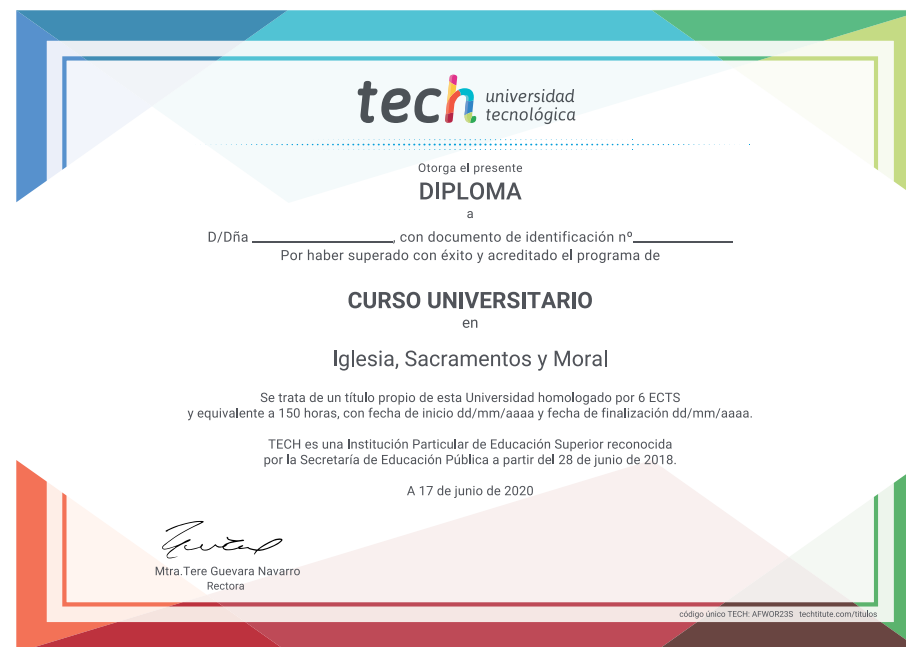 tech universidad
tecnológica
Otorga el presente
DIPLOMA
a
D/Dña ____________________, con documento de identificación nº______________
Por haber superado con éxito y acreditado el programa de
CURSO UNIVERSITARIO
en
Iglesia, Sacramentos y Moral
Se trata de un título propio de esta Universidad homologado por 6 ECTS
y equivalente a 150 horas, con fecha de inicio dd/mm/aaaa y fecha de finalización dd/mm/aaaa.
TECH es una Institución Particular de Educación Superior reconocida
por la Secretaría de Educación Pública a partir del 28 de junio de 2018.
A 17 de junio de 2020
Mtra.Tere Guevara Navarro
Rectora
código único TECH: AFWOR23S techtitute.com/titulos